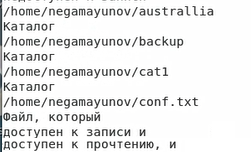 /home/negamayunov/australlia
Каталог
/home/negamayunov/backup
Каталог
/home/negamayunov/cat1
Каталог
/home/negamayunov/conf.txt
Файл, который
доступен к записи и
доступен к прочтению, и